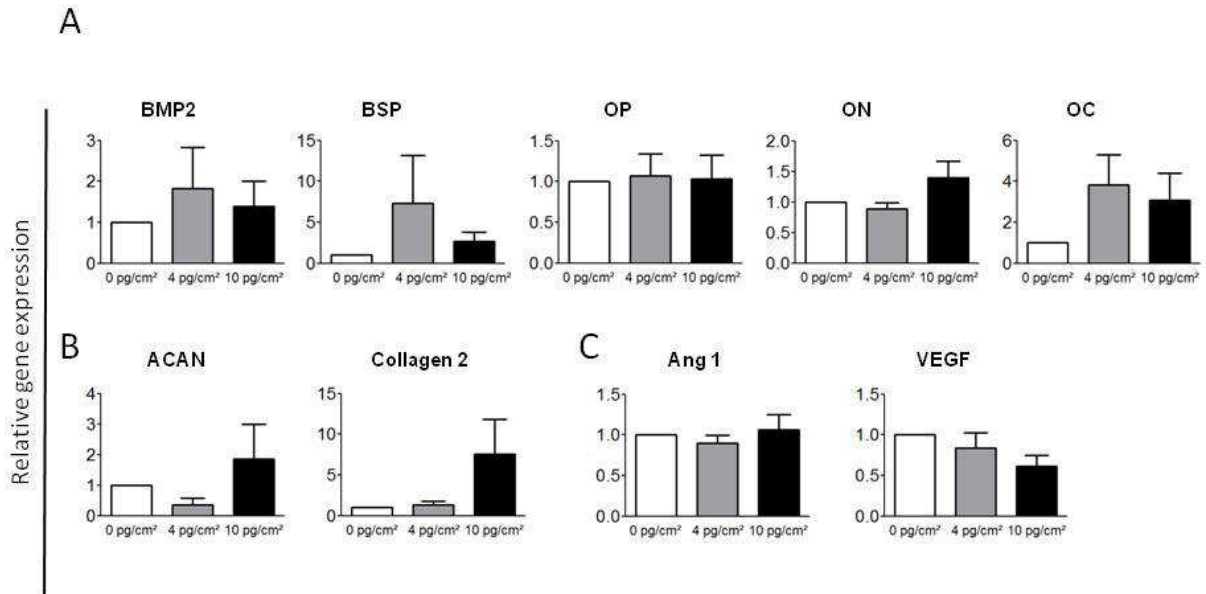 A
Relative gene expression
BMP2
3
2
1
0
0 pg/cm² 4 pg/cm² 10 pg/cm²
BSP
15
10
5
0
0 pg/cm² 4 pg/cm² 10 pg/cm²
OP
1.5
1.0
0.5
0.0
0 pg/cm² 4 pg/cm² 10 pg/cm²
ON
2.0
1.5
1.0
0.5
0.0
0 pg/cm² 4 pg/cm² 10 pg/cm²
OC
6
4
2
0
0 pg/cm² 4 pg/cm² 10 pg/cm²
B
ACAN
4
3
2
1
0
0 pg/cm² 4 pg/cm² 10 pg/cm²
Collagen 2
15
10
5
0
0 pg/cm² 4 pg/cm² 10 pg/cm²
C
Ang 1
1.5
1.0
0.5
0.0
0 pg/cm² 4 pg/cm² 10 pg/cm²
VEGF
1.5
1.0
0.5
0.0
0 pg/cm² 4 pg/cm² 10 pg/cm²